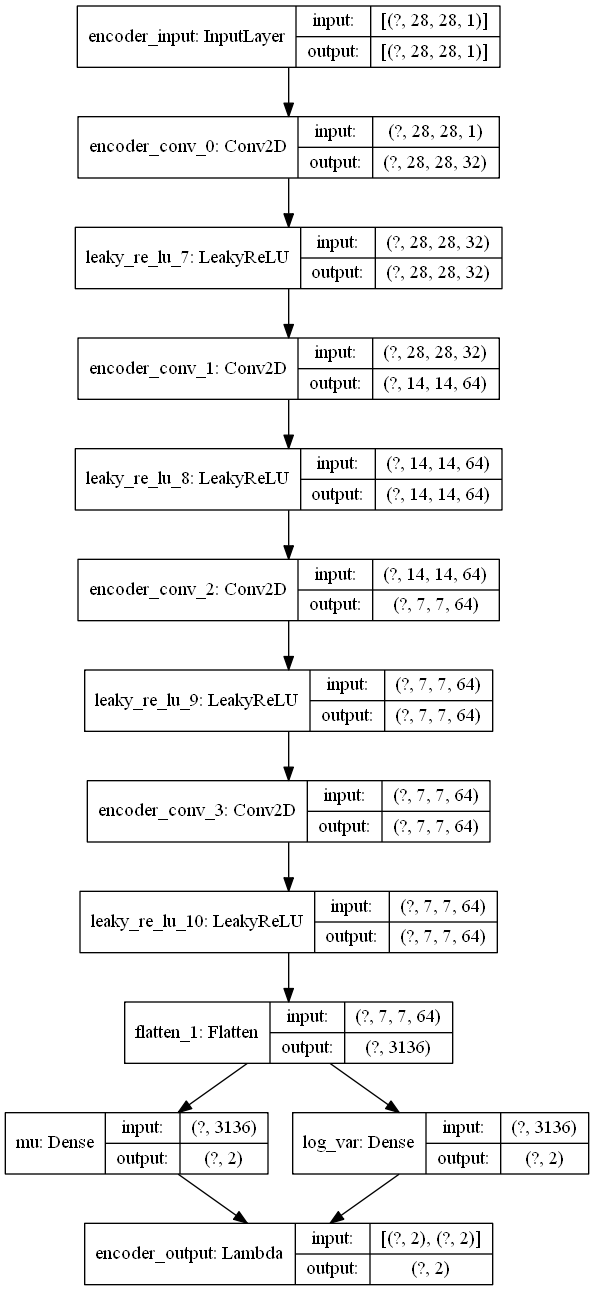 encoder_input: InputLayer
input: [(?, 28, 28, 1)]
output: [(?, 28, 28, 1)]
encoder_conv_0: Conv2D
input: (?, 28, 28, 1)
output: (?, 28, 28, 32)
leaky_re_lu_7: LeakyReLU
input: (?, 28, 28, 32)
output: (?, 28, 28, 32)
encoder_conv_1: Conv2D
input: (?, 28, 28, 32)
output: (?, 14, 14, 64)
leaky_re_lu_8: LeakyReLU
input: (?, 14, 14, 64)
output: (?, 14, 14, 64)
encoder_conv_2: Conv2D
input: (?, 14, 14, 64)
output: (?, 7, 7, 64)
leaky_re_lu_9: LeakyReLU
input: (?, 7, 7, 64)
output: (?, 7, 7, 64)
encoder_conv_3: Conv2D
input: (?, 7, 7, 64)
output: (?, 7, 7, 64)
leaky_re_lu_10: LeakyReLU
input: (?, 7, 7, 64)
output: (?, 7, 7, 64)
flatten_1: Flatten
input: (?, 7, 7, 64)
output: (?, 3136)
mu: Dense
input: (?, 3136)
output: (?, 2)
log_var: Dense
input: (?, 3136)
output: (?, 2)
encoder_output: Lambda
input: [(?, 2), (?, 2)]
output: (?, 2)